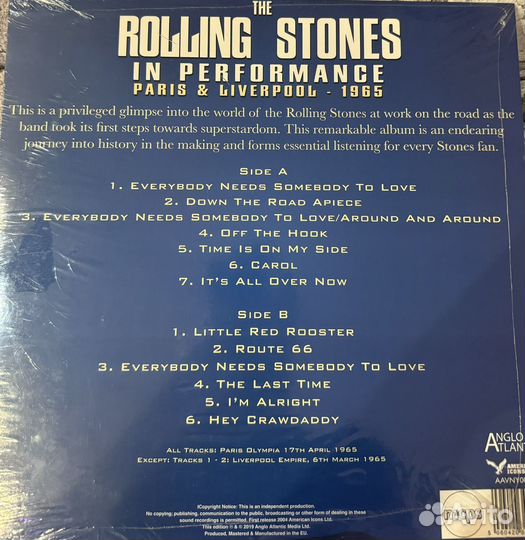 THE
ROLLING STONES
IN PERFORMANCE
PARIS & LIVERPOOL - 1965
This is a privileged glimpse into the world of the Rolling Stones at work on the road as the
band took its first steps towards superstardom. This remarkable album is an endearing
journey into history in the making and forms essential listening for every Stones fan.
SIDE A
1. EVERYBODY NEEDS SOMEBODY TO LOVE
2. DOWN THE ROAD APIECE
3. EVERYBODY NEEDS SOMEBODY TO LOVE/AROUND AND AROUND
4. OFF THE HOOK
5. TIME IS ON MY SIDE
6. CAROL
7. IT'S ALL OVER NOW
SIDE B
1. LITTLE RED ROOSTER
2. ROUTE 66
3. EVERYBODY NEEDS SOMEBODY TO LOVE
4. THE LAST TIME
5. I'M ALRIGHT
6. HEY CRAWDADDY
ALL TRACKS: PARIS OLYMPIA 17TH APRIL 1965
EXCEPT: TRACKS 1 - 2: LIVERPOOL EMPIRE, 6TH MARCH 1965
ANGLO
ATLANT
AMERI
ICONS
AAVNY0
(Copyright Notice: This is an independent production.
No copying, publishing, communication to the public, broadcasting or other form of dealing in these
sound recordings is permitted. First release 2004 American Icons Ltd.
This edition ℗ & © 2019 Anglo Atlantic Media Ltd.
Produced, Mastered & Manufactured in the EU.
Avito